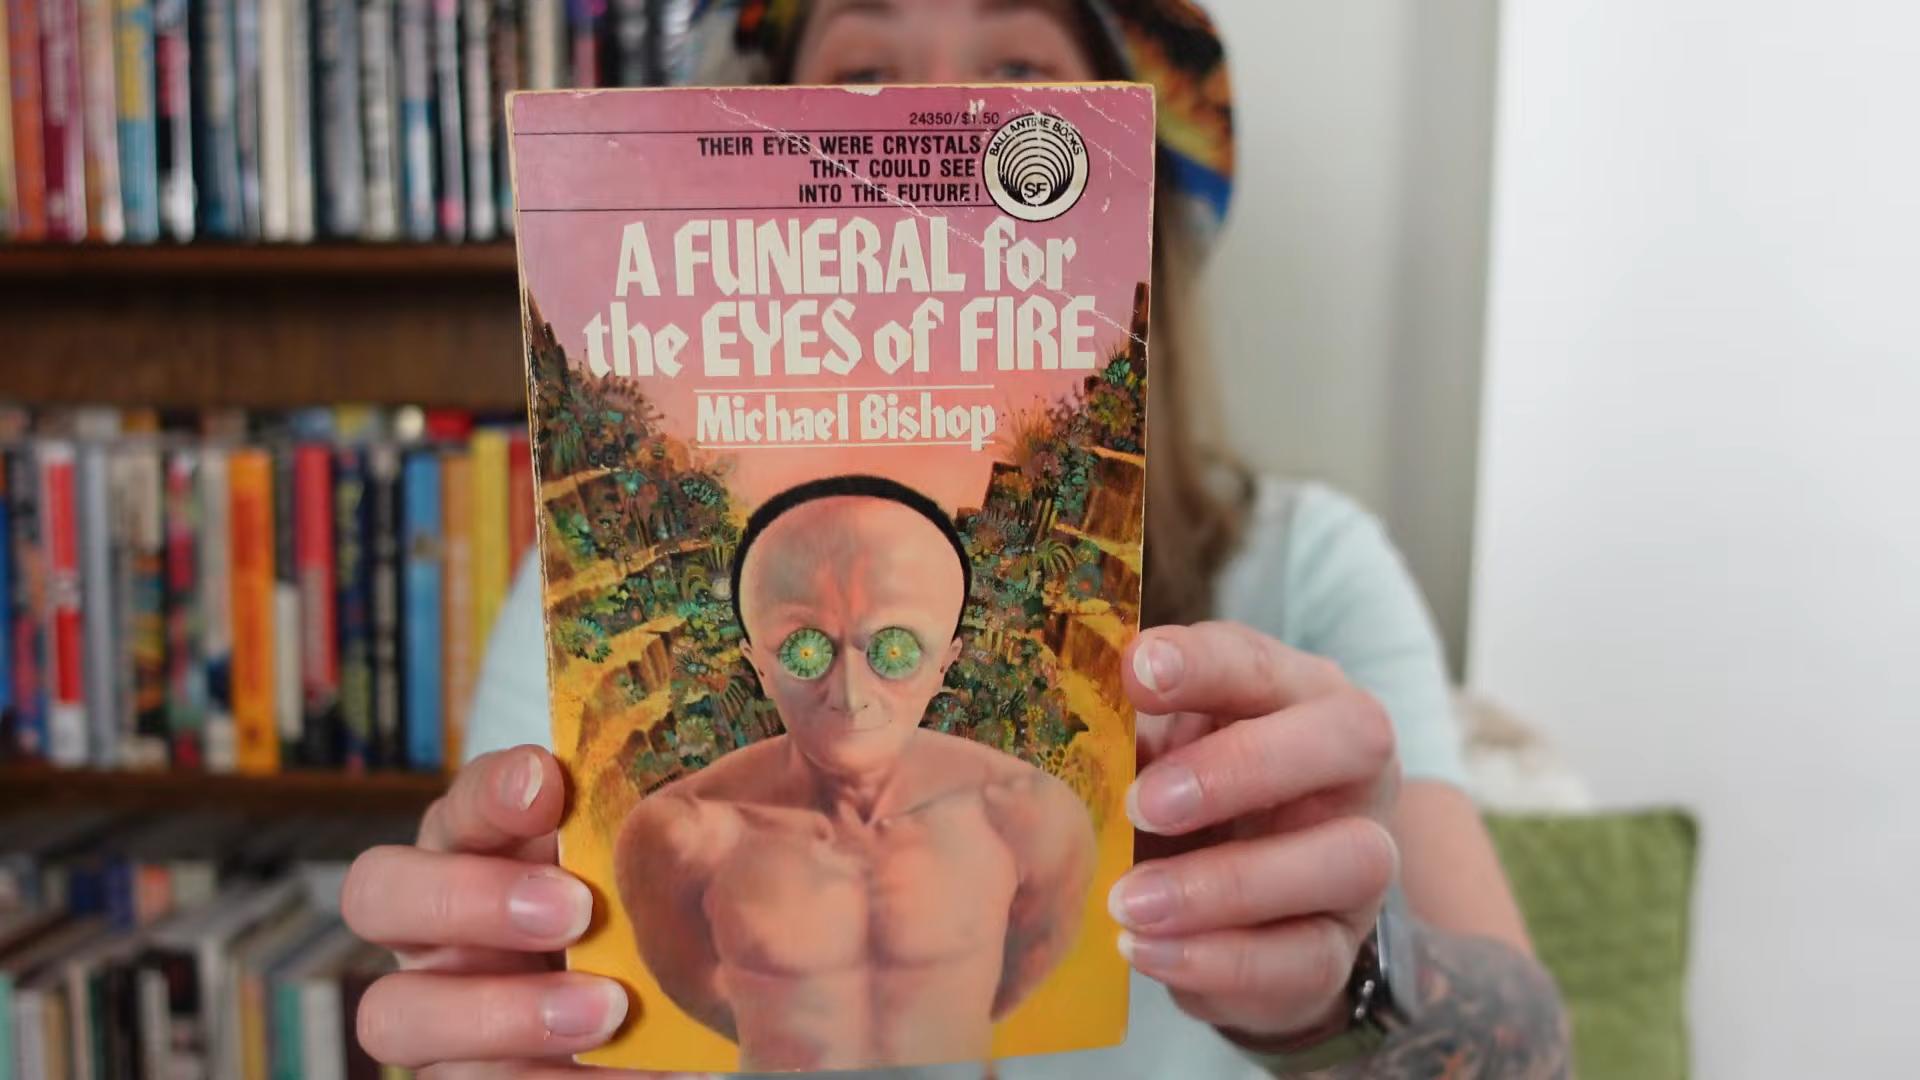 24350/$1.50
THEIR EYES WERE CRYSTALS
THAT COULD SEE
INTO THE FUTURE!
BALLANTINE BOOKS
SF
A FUNERAL for
the EYES of FIRE
Michael Bishop